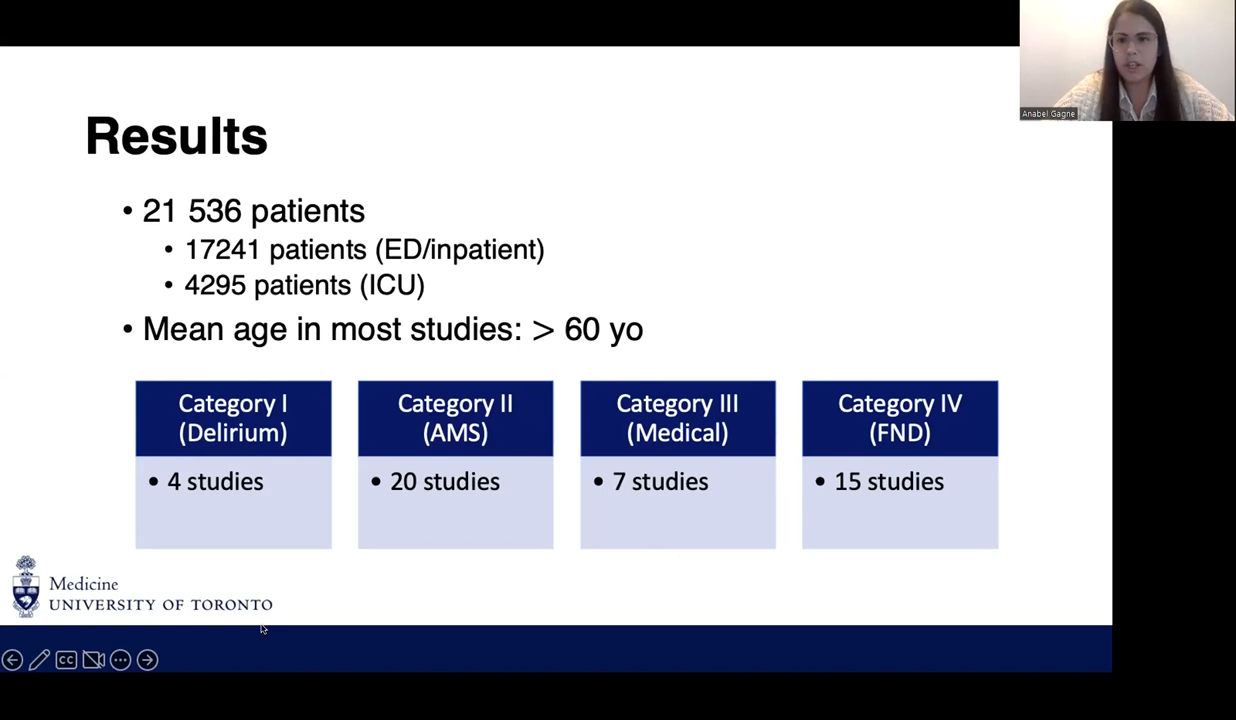 Anabel Gagne
Results
• 21 536 patients
• 17241 patients (ED/inpatient)
• 4295 patients (ICU)
• Mean age in most studies: > 60 yo
Category I
(Delirium)
• 4 studies
Category II
(AMS)
• 20 studies
Category III
(Medical)
• 7 studies
Category IV
(FND)
• 15 studies
Medicine
UNIVERSITY OF TORONTO
CC